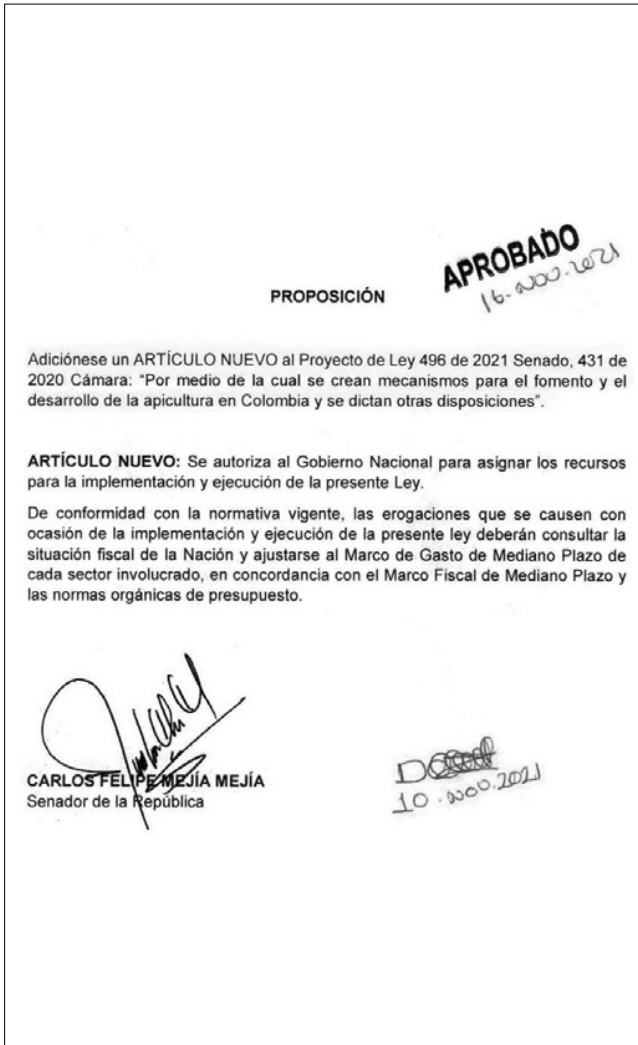 APROBADO
16-NOV-2021
PROPOSICIÓN
Adiciónese un ARTÍCULO NUEVO al Proyecto de Ley 496 de 2021 Senado, 431 de
2020 Cámara: “Por medio de la cual se crean mecanismos para el fomento y el
desarrollo de la apicultura en Colombia y se dictan otras disposiciones”.
ARTÍCULO NUEVO: Se autoriza al Gobierno Nacional para asignar los recursos
para la implementación y ejecución de la presente Ley.
De conformidad con la normativa vigente, las erogaciones que se causen con
ocasión de la implementación y ejecución de la presente ley deberán consultar la
situación fiscal de la Nación y ajustarse al Marco de Gasto de Mediano Plazo de
cada sector involucrado, en concordancia con el Marco Fiscal de Mediano Plazo y
las normas orgánicas de presupuesto.
CARLOS FELIPE MEJÍA MEJÍA
Senador de la República
10-NOV.2021